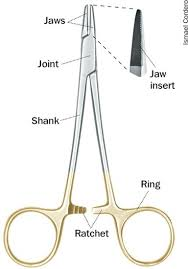 Jaws
Joint
Jaw
insert
Shank
Ring
Ratchet
Ismael Cordero